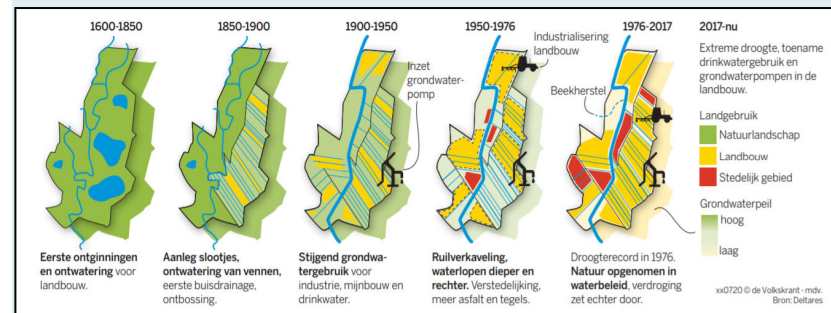 1600-1850
1850-1900
1900-1950
1950-1976
1976-2017
2017-nu
Inzet
grondwater-
pomp
Industrialisering
landbouw
Beekherstel
Extreme droogte, toename
drinkwatergebruik en
grondwaterpompen in de
landbouw.
Landgebruik
Natuurlandschap
Landbouw
Stedelijk gebied
Grondwaterpeil
hoog
laag
Eerste ontginningen
en ontwatering voor
landbouw.
Aanleg slootjes,
ontwatering van vennen,
eerste buisdrainage,
ontbossing.
Stijgend grondwa-
tergebruik voor
industrie, mijnbouw en
drinkwater.
Ruilverkaveling,
waterlopen dieper en
rechter. Verstedelijking,
meer asfalt en tegels.
Droogterecord in 1976.
Natuur opgenomen in
waterbeleid, verdroging
zet echter door.
xx0720 © de Volkskrant - mdv.
Bron: Deltares